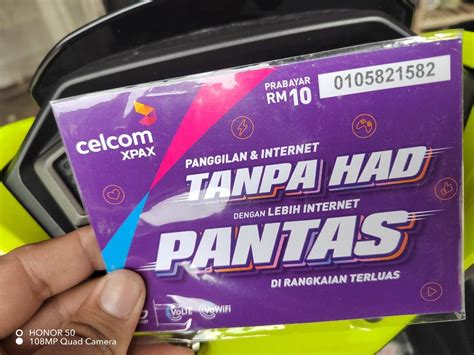 celcom
XPAX
PRABAYAR
RM10
0105821582
PANGGILAN & INTERNET
TANPA HAD
DENGAN LEBIH INTERNET
PANTAS
DI RANGKAIAN TERLUAS
VoLTE
VoWiFi
HONOR 50
108MP Quad Camera